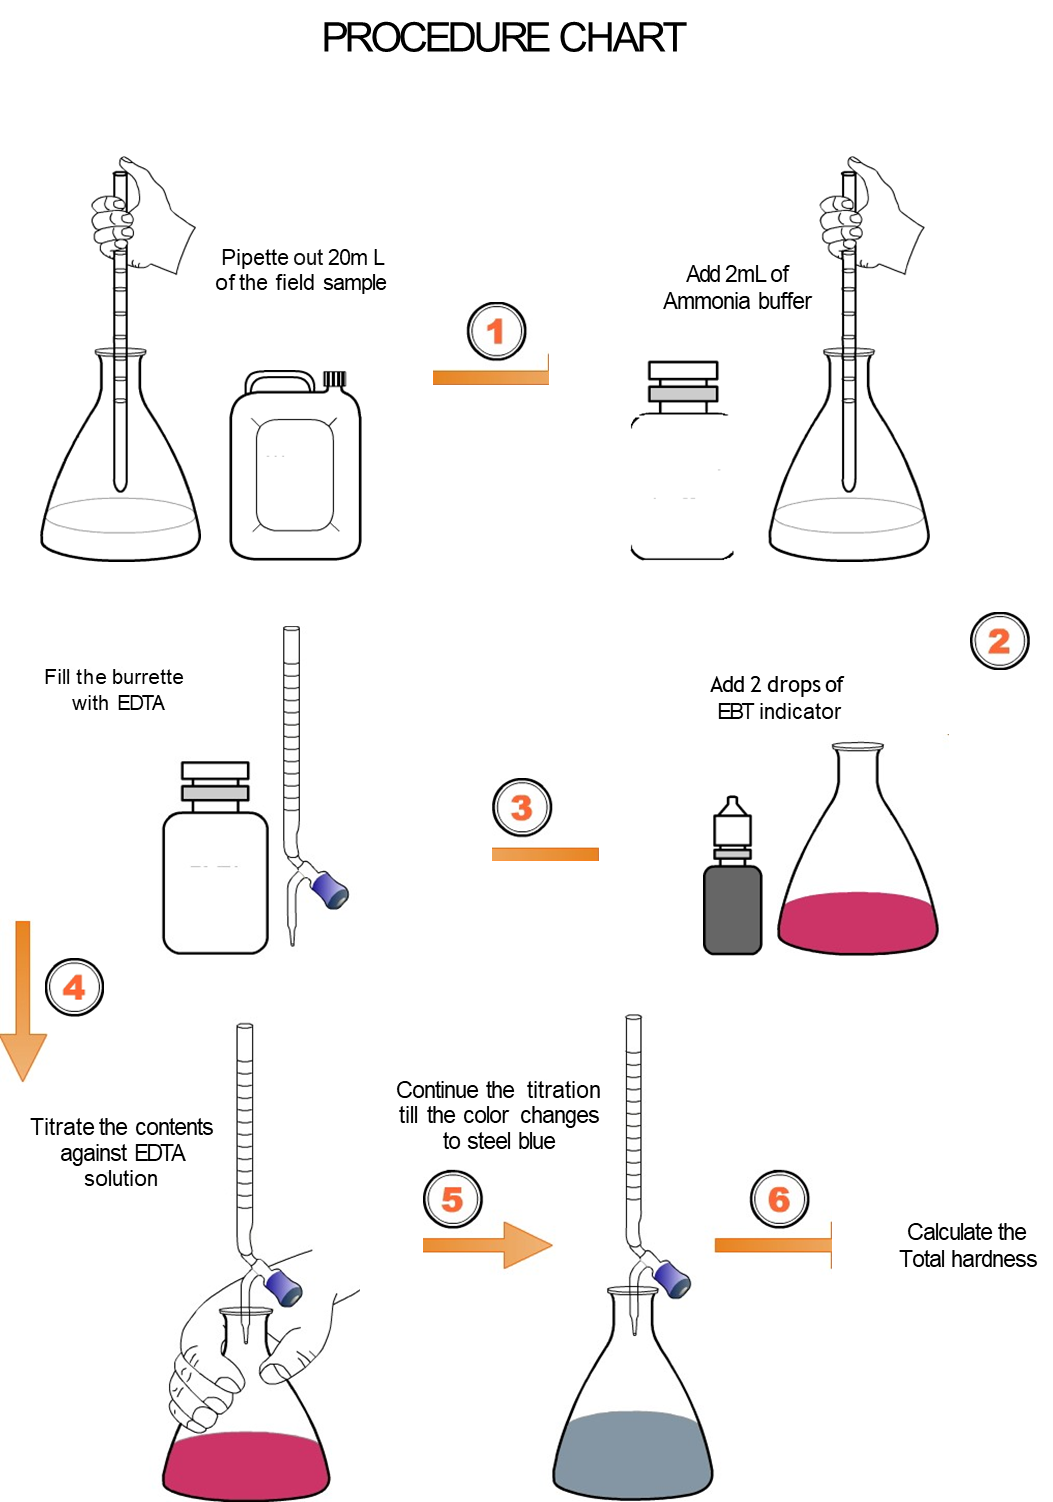 PROCEDURE CHART
Pipette out 20m L
of the field sample
1
Add 2mL of
Ammonia buffer
2
Add 2 drops of
EBT indicator
3
Fill the burrette
with EDTA
4
Titrate the contents
against EDTA
solution
5
Continue the titration
till the color changes
to steel blue
6
Calculate the
Total hardness